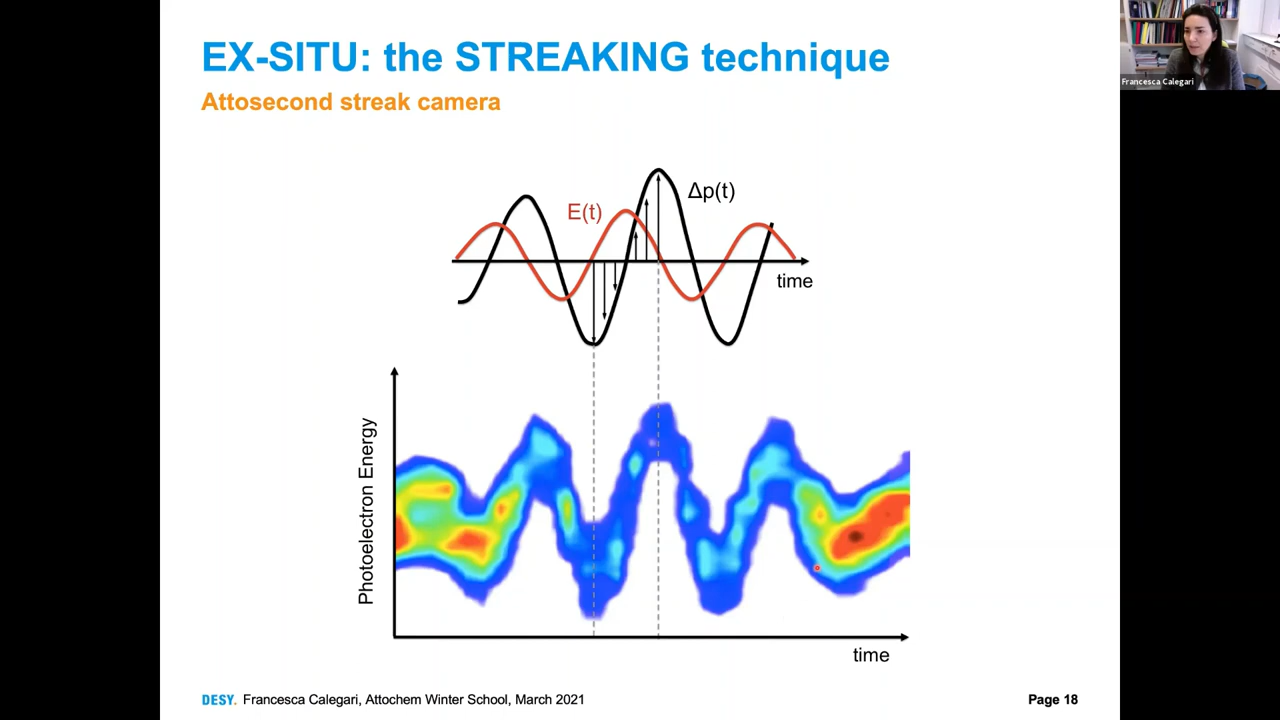 EX-SITU: the STREAKING technique
Attosecond streak camera
Francesca Calegari
Δp(t)
E(t)
time
Photoelectron Energy
time
DESY. Francesca Calegari, Attochem Winter School, March 2021
Page 18